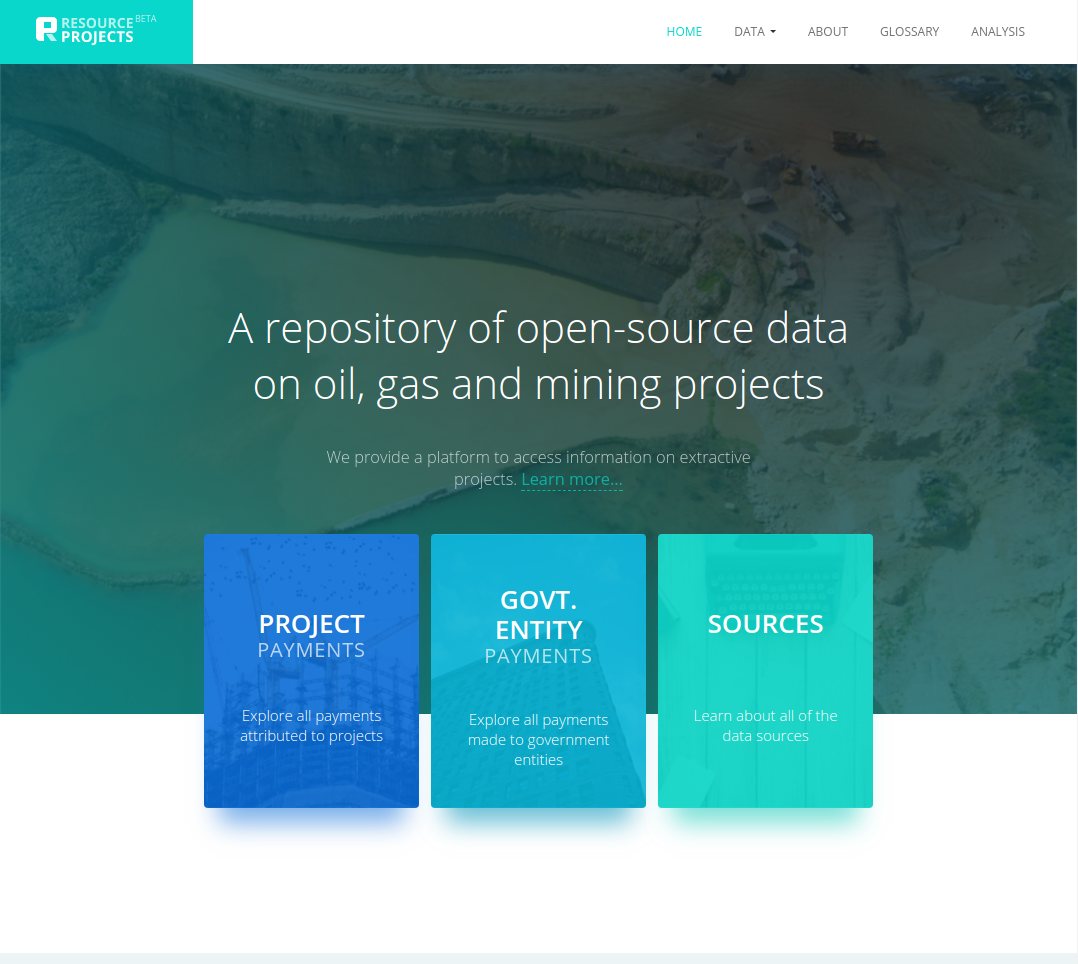 RESOURCE BETA
PROJECTS
HOME DATA ABOUT GLOSSARY ANALYSIS
A repository of open-source data
on oil, gas and mining projects
We provide a platform to access information on extractive
projects. Learn more...
PROJECT
PAYMENTS
Explore all payments
attributed to projects
GOVT.
ENTITY
PAYMENTS
Explore all payments
made to government
entities
SOURCES
Learn about all of the
data sources